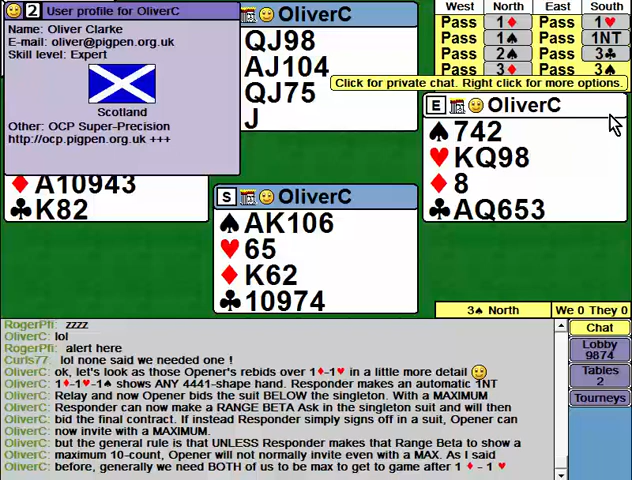 2 User profile for OliverC
Name: Oliver Clarke
E-mail: oliver@pigpen.org.uk
Skill level: Expert
Scotland
Other: OCP Super-Precision
http://ocp.pigpen.org.uk +++
OliverC
QJ98
AJ104
QJ75
J
West North East South
Pass 1♦ Pass 1♥
Pass 1♠ Pass 1NT
Pass 2♠ Pass 3♣
Pass 3♦ Pass 3♠
Click for private chat. Right click for more options.
E OliverC
♠742
♥KQ98
♦8
♣AQ653
♦A10943
♣K82
S OliverC
♠AK106
♥65
♦K62
♣10974
3♠ North We 0 They 0
RogerPfi: zzzz
OliverC: lol
RogerPfi: alert here
Curls77: lol none said we needed one !
OliverC: ok, let's look as those Opener's rebids over 1♦-1♥ in a little more detail
OliverC: 1♦-1♥-1♠ shows ANY 4441-shape hand. Responder makes an automatic 1NT
OliverC: Relay and now Opener bids the suit BELOW the singleton. With a MAXIMUM
OliverC: Responder can now make a RANGE BETA Ask in the singleton suit and will then
OliverC: bid the final contract. If instead Responder simply signs off in a suit, Opener can
OliverC: now invite with a MAXIMUM.
OliverC: but the general rule is that UNLESS Responder makes that Range Beta to show a
OliverC: maximum 10-count, Opener will not normally invite even with a MAX. As I said
OliverC: before, generally we need BOTH of us to be max to get to game after 1♦ - 1♥
Chat
Lobby
9874
Tables
2
Tourneys